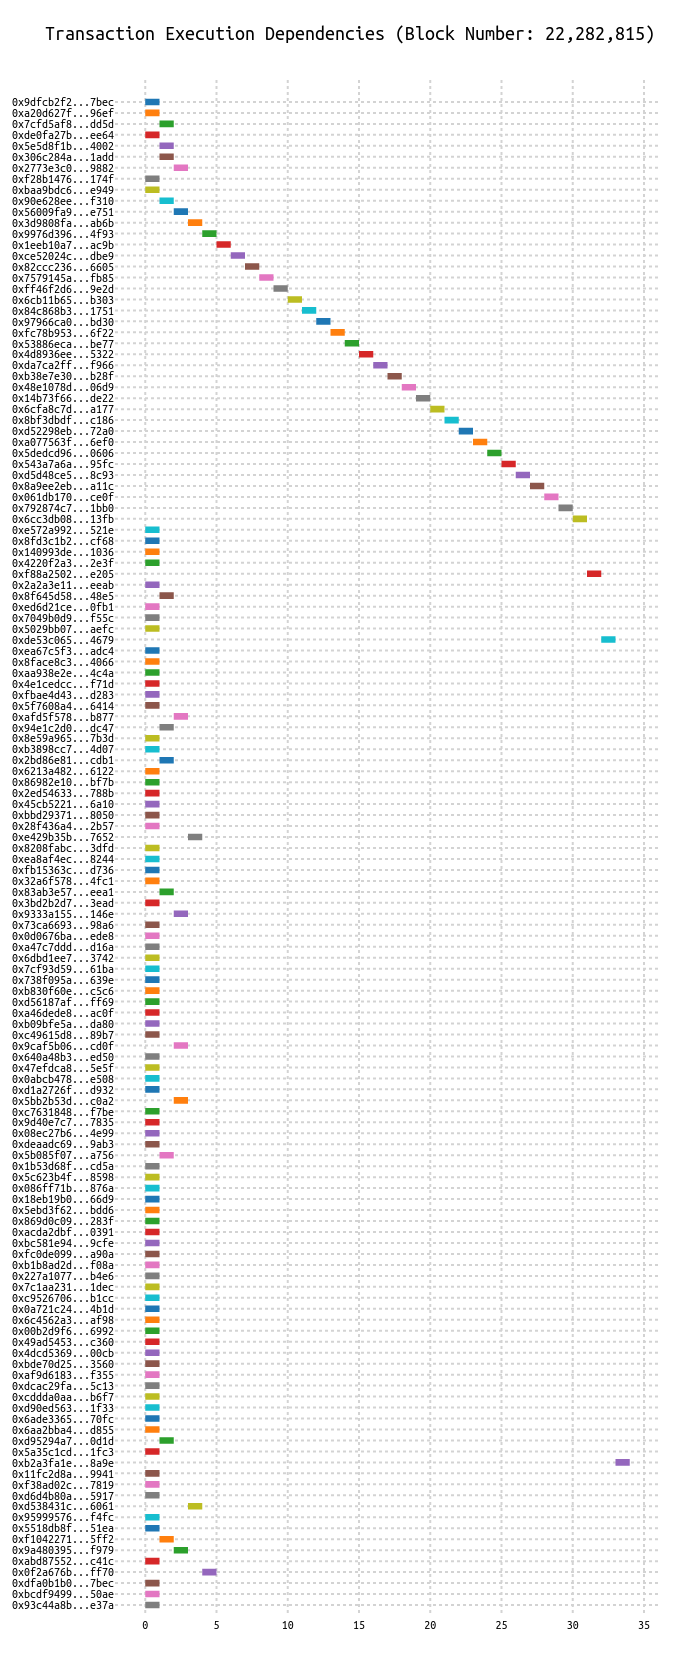 Transaction Execution Dependencies (Block Number: 22,282,815)
0x9dfcb2f2...7bec
0xa20d627f...96ef
0x7cfd5af8...dd5d
0xde0fa27b...ee64
0x5e5d8f1b...4002
0x306c284a...1add
0x2773e3c0...9882
0xf28b1476...174f
0xbaa9bdc6...e949
0x90e628ee...f310
0x56009fa9...e751
0x3d9808fa...ab6b
0x9976d396...4f93
0x1eeb10a7...ac9b
0xce52024c...dbe9
0x82ccc236...6605
0x7579145a...fb85
0xff46f2d6...9e2d
0x6cb11b65...b303
0x84c868b3...1751
0x97966ca0...bd30
0xfc78b953...6f22
0x53886eca...be77
0x4d8936ee...5322
0xda7ca2ff...f966
0xb38e7e30...b28f
0x48e1078d...06d9
0x14b73f66...de22
0x6cfa8c7d...a177
0x8bf3dbdf...c186
0xd52298eb...72a0
0xa077563f...6ef0
0x5dedcd96...0606
0x543a7a6a...95fc
0xd5d48ce5...8c93
0x8a9ee2eb...a11c
0x061db170...ce0f
0x792874c7...1bb0
0x6cc3db08...13fb
0xe572a992...521e
0x8fd3c1b2...cf68
0x140993de...1036
0x4220f2a3...2e3f
0xf88a2502...e205
0x2a2a3e11...eeab
0x8f645d58...48e5
0xed6d21ce...0fb1
0x7049b0d9...f55c
0x5029bb07...aefc
0xde53c065...4679
0xea67c5f3...adc4
0x8face8c3...4066
0xaa938e2e...4c4a
0x4e1cedcc...f71d
0xfbae4d43...d283
0x5f7608a4...6414
0xafd5f578...b877
0x94e1c2d0...dc47
0x8e59a965...7b3d
0xb3898cc7...4d07
0x2bd86e81...cdb1
0x6213a482...6122
0x86982e10...bf7b
0x2ed54633...788b
0x45cb5221...6a10
0xbbd29371...8050
0x28f436a4...2b57
0xe429b35b...7652
0x8208fabc...3dfd
0xea8af4ec...8244
0xfb15363c...d736
0x32a6f578...4fc1
0x83ab3e57...eea1
0x3bd2b2d7...3ead
0x9333a155...146e
0x73ca6693...98a6
0x0d0676ba...ede8
0xa47c7ddd...d16a
0x6dbd1ee7...3742
0x7cf93d59...61ba
0x738f095a...639e
0xb830f60e...c5c6
0xd56187af...ff69
0xa46dede8...ac0f
0xb09bfe5a...da80
0xc49615d8...89b7
0x9caf5b06...cd0f
0x640a48b3...ed50
0x47efdca8...5e5f
0x0abcb478...e508
0xd1a2726f...d932
0x5bb2b53d...c0a2
0xc7631848...f7be
0x9d40e7c7...7835
0x08ec27b6...4e99
0xdeaadc69...9ab3
0x5b085f07...a756
0x1b53d68f...cd5a
0x5c623b4f...8598
0x086ff71b...876a
0x18eb19b0...66d9
0x5ebd3f62...bdd6
0x869d0c09...283f
0xacda2dbf...0391
0xbc581e94...9cfe
0xfc0de099...a90a
0xb1b8ad2d...f08a
0x227a1077...b4e6
0x7c1aa231...1dec
0xc9526706...b1cc
0x0a721c24...4b1d
0x6c4562a3...af98
0x00b2d9f6...6992
0x49ad5453...c360
0x4dcd5369...00cb
0xbde70d25...3560
0xaf9d6183...f355
0xdcac29fa...5c13
0xcddda0aa...b6f7
0xd90ed563...1f33
0x6ade3365...70fc
0x6aa2bba4...d855
0xd95294a7...0d1d
0x5a35c1cd...1fc3
0xb2a3fa1e...8a9e
0x11fc2d8a...9941
0xf38ad02c...7819
0xd6d4b80a...5917
0xd538431c...6061
0x95999576...f4fc
0x5518db8f...51ea
0xf1042271...5ff2
0x9a480395...f979
0xabd87552...c41c
0x0f2a676b...ff70
0xdfa0b1b0...7bec
0xbcdf9499...50ae
0x93c44a8b...e37a
0 5 10 15 20 25 30 35